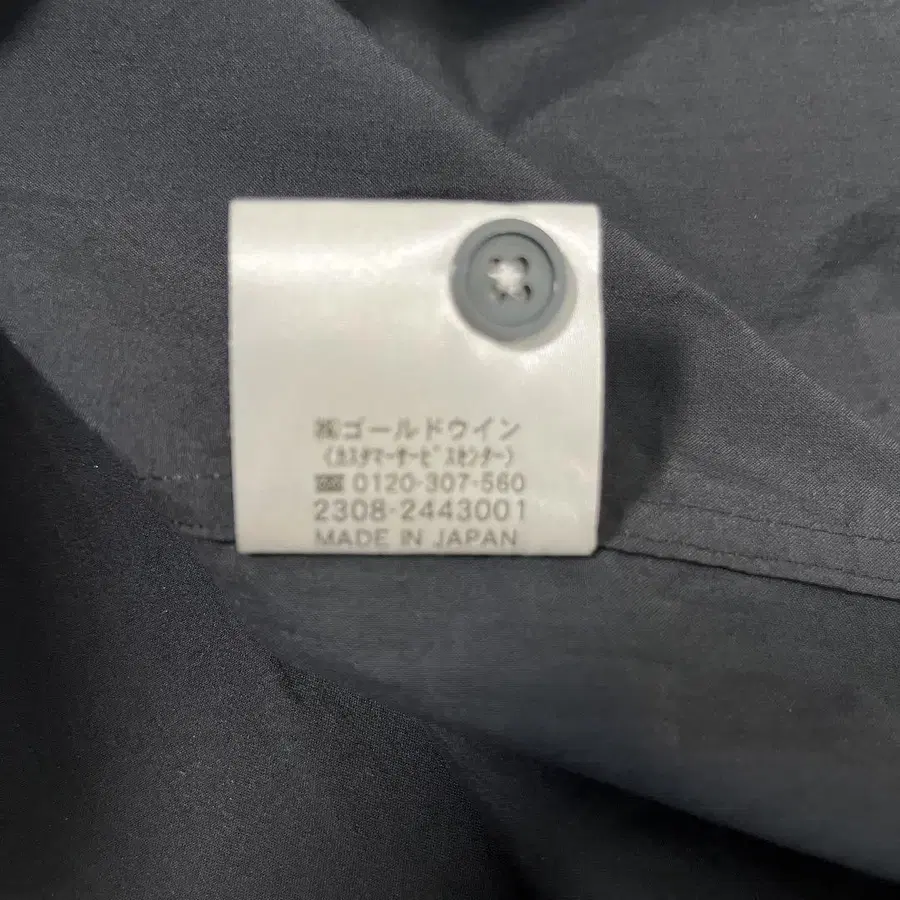 ㈱ゴールドウイン
(ｶｽﾀﾏｰｻｰﾋﾞｽｾﾝﾀｰ)
0120-307-560
2308-2443001
MADE IN JAPAN